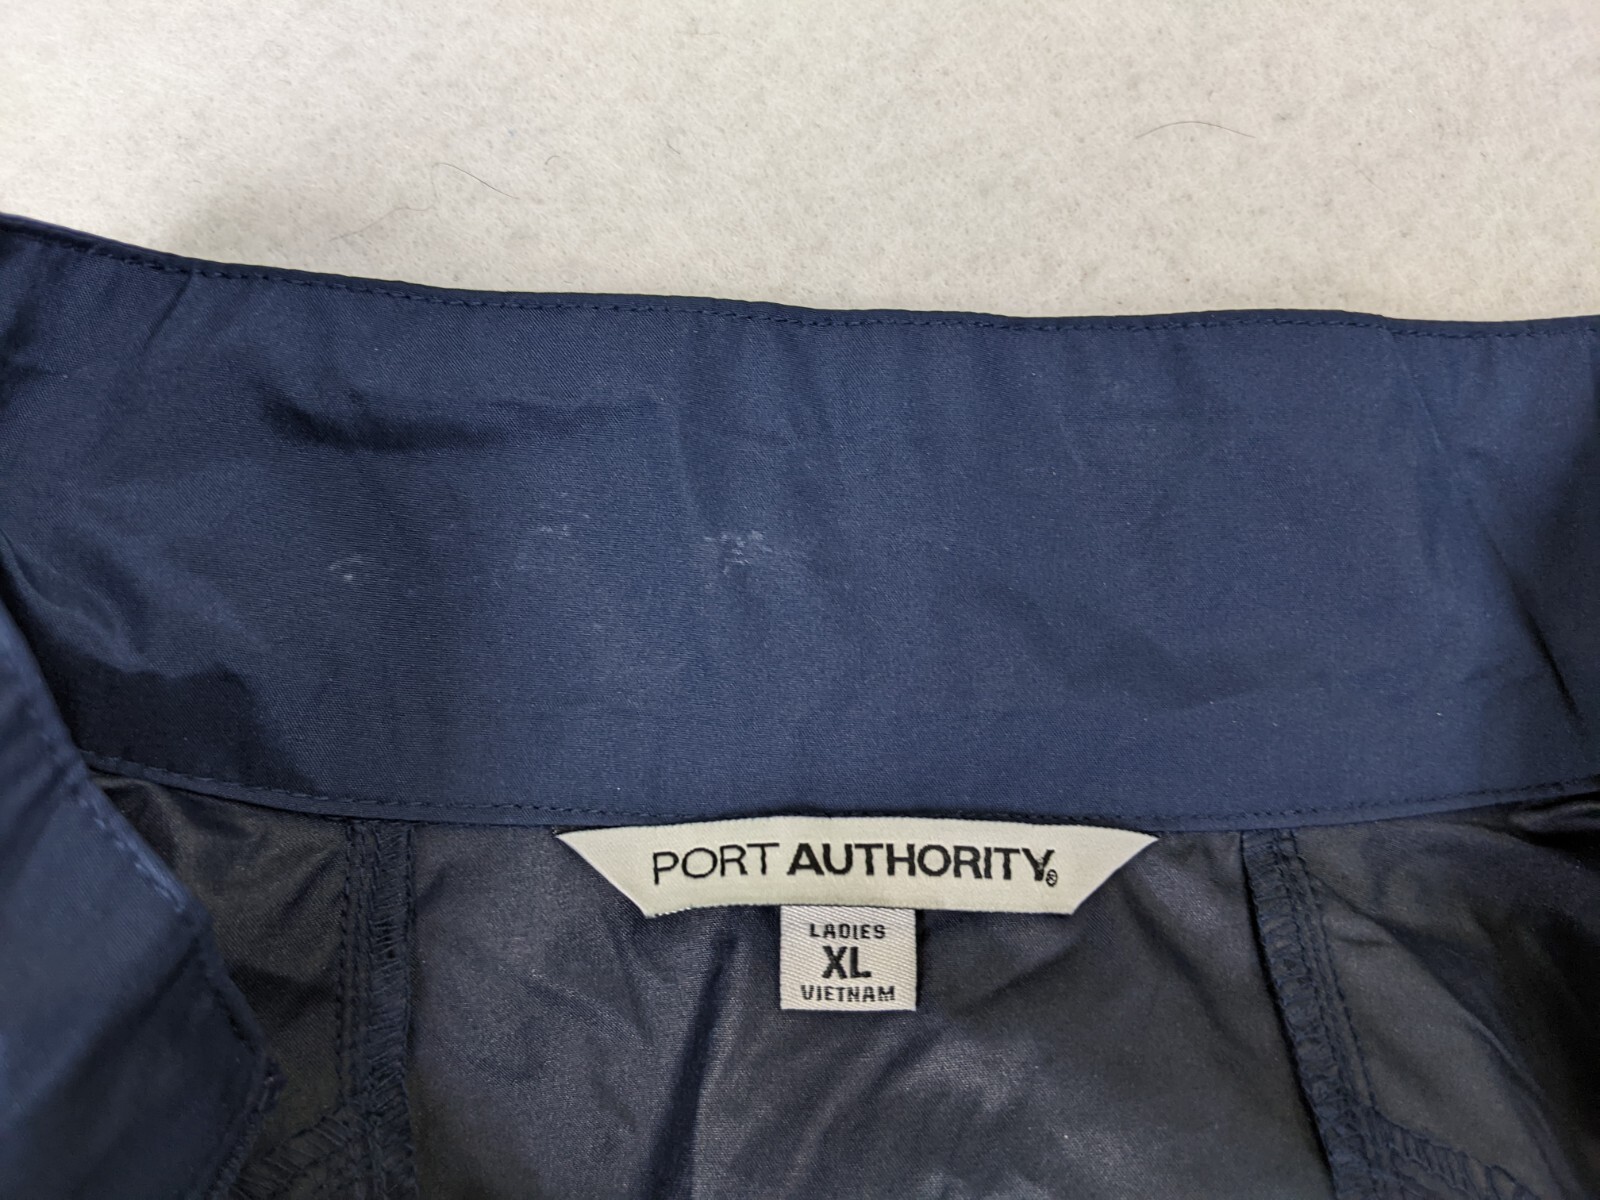 PORT AUTHORITY®
LADIES
XL
VIETNAM